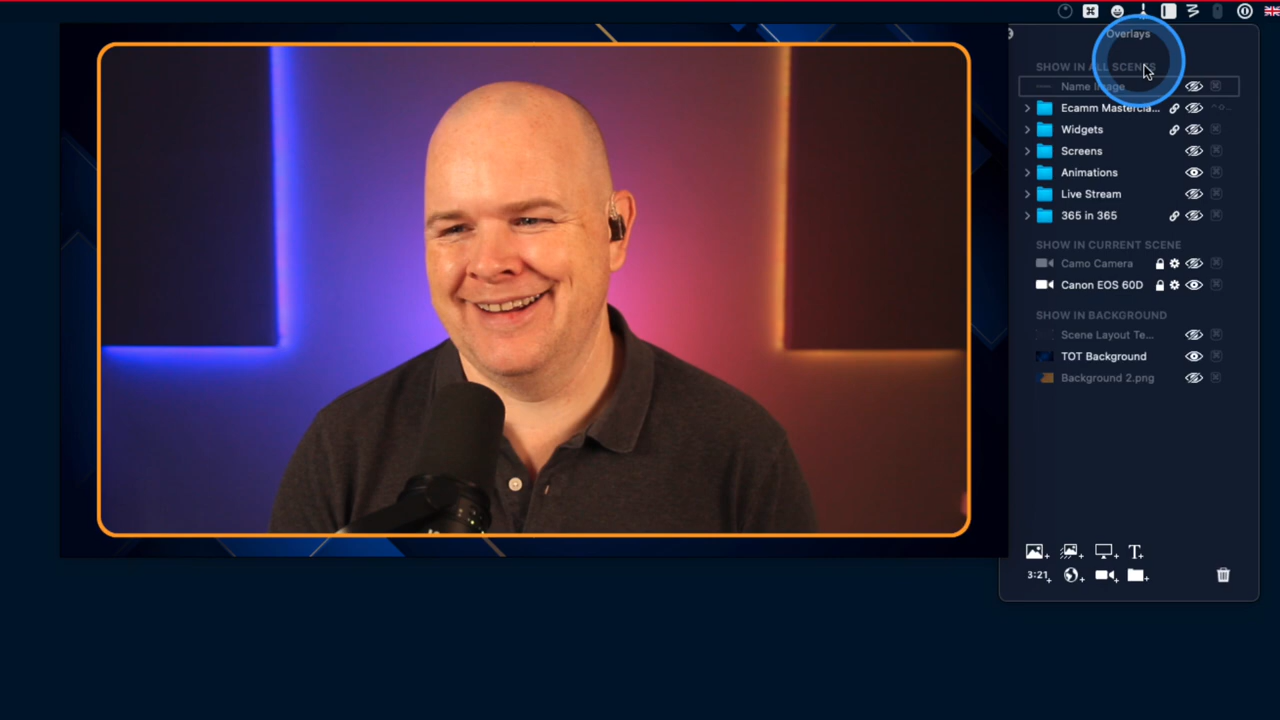 Overlays
SHOW IN ALL SCENES
Name Image
Ecamm Mastercla...
Widgets
Screens
Animations
Live Stream
365 in 365
SHOW IN CURRENT SCENE
Camo Camera
Canon EOS 60D
SHOW IN BACKGROUND
Scene Layout Te...
TOT Background
Background 2.png
T+
3:21+